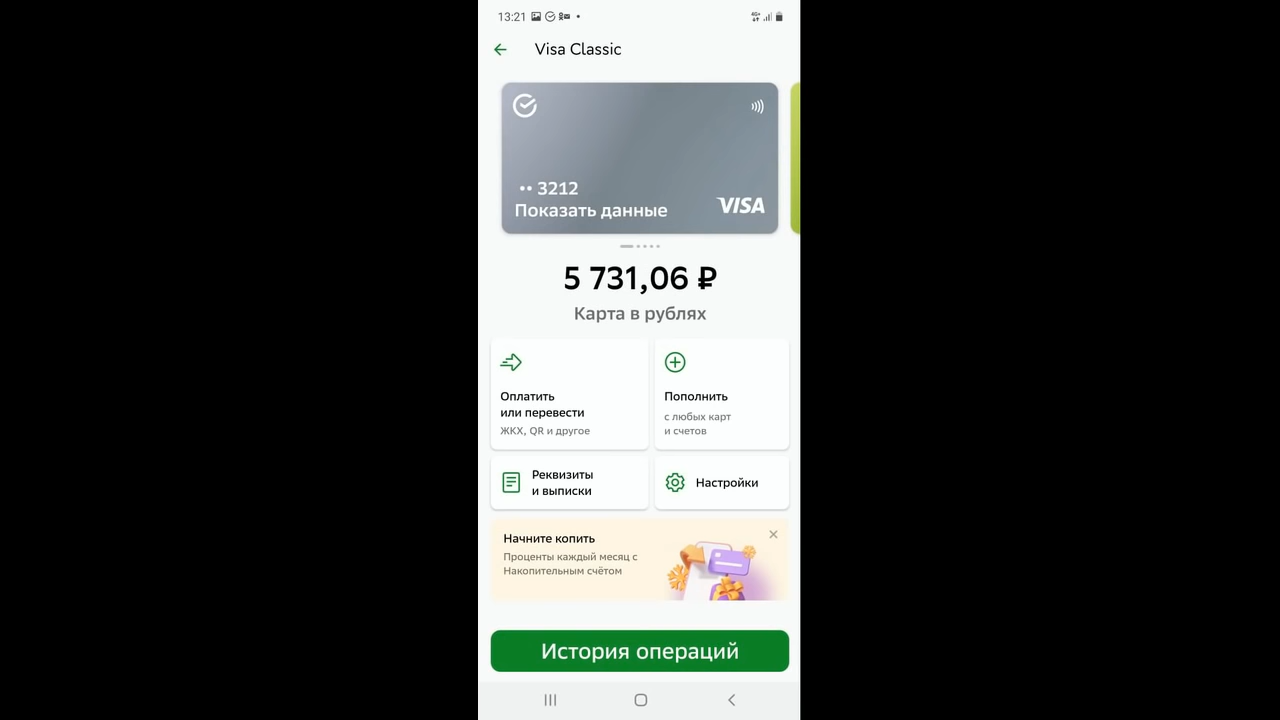 13:21
4G+
Visa Classic
•• 3212
Показать данные
VISA
5 731,06 ₽
Карта в рублях
Оплатить
или перевести
ЖКХ, QR и другое
Пополнить
с любых карт
и счетов
Реквизиты
и выписки
Настройки
Начните копить
Проценты каждый месяц с
Накопительным счётом
История операций